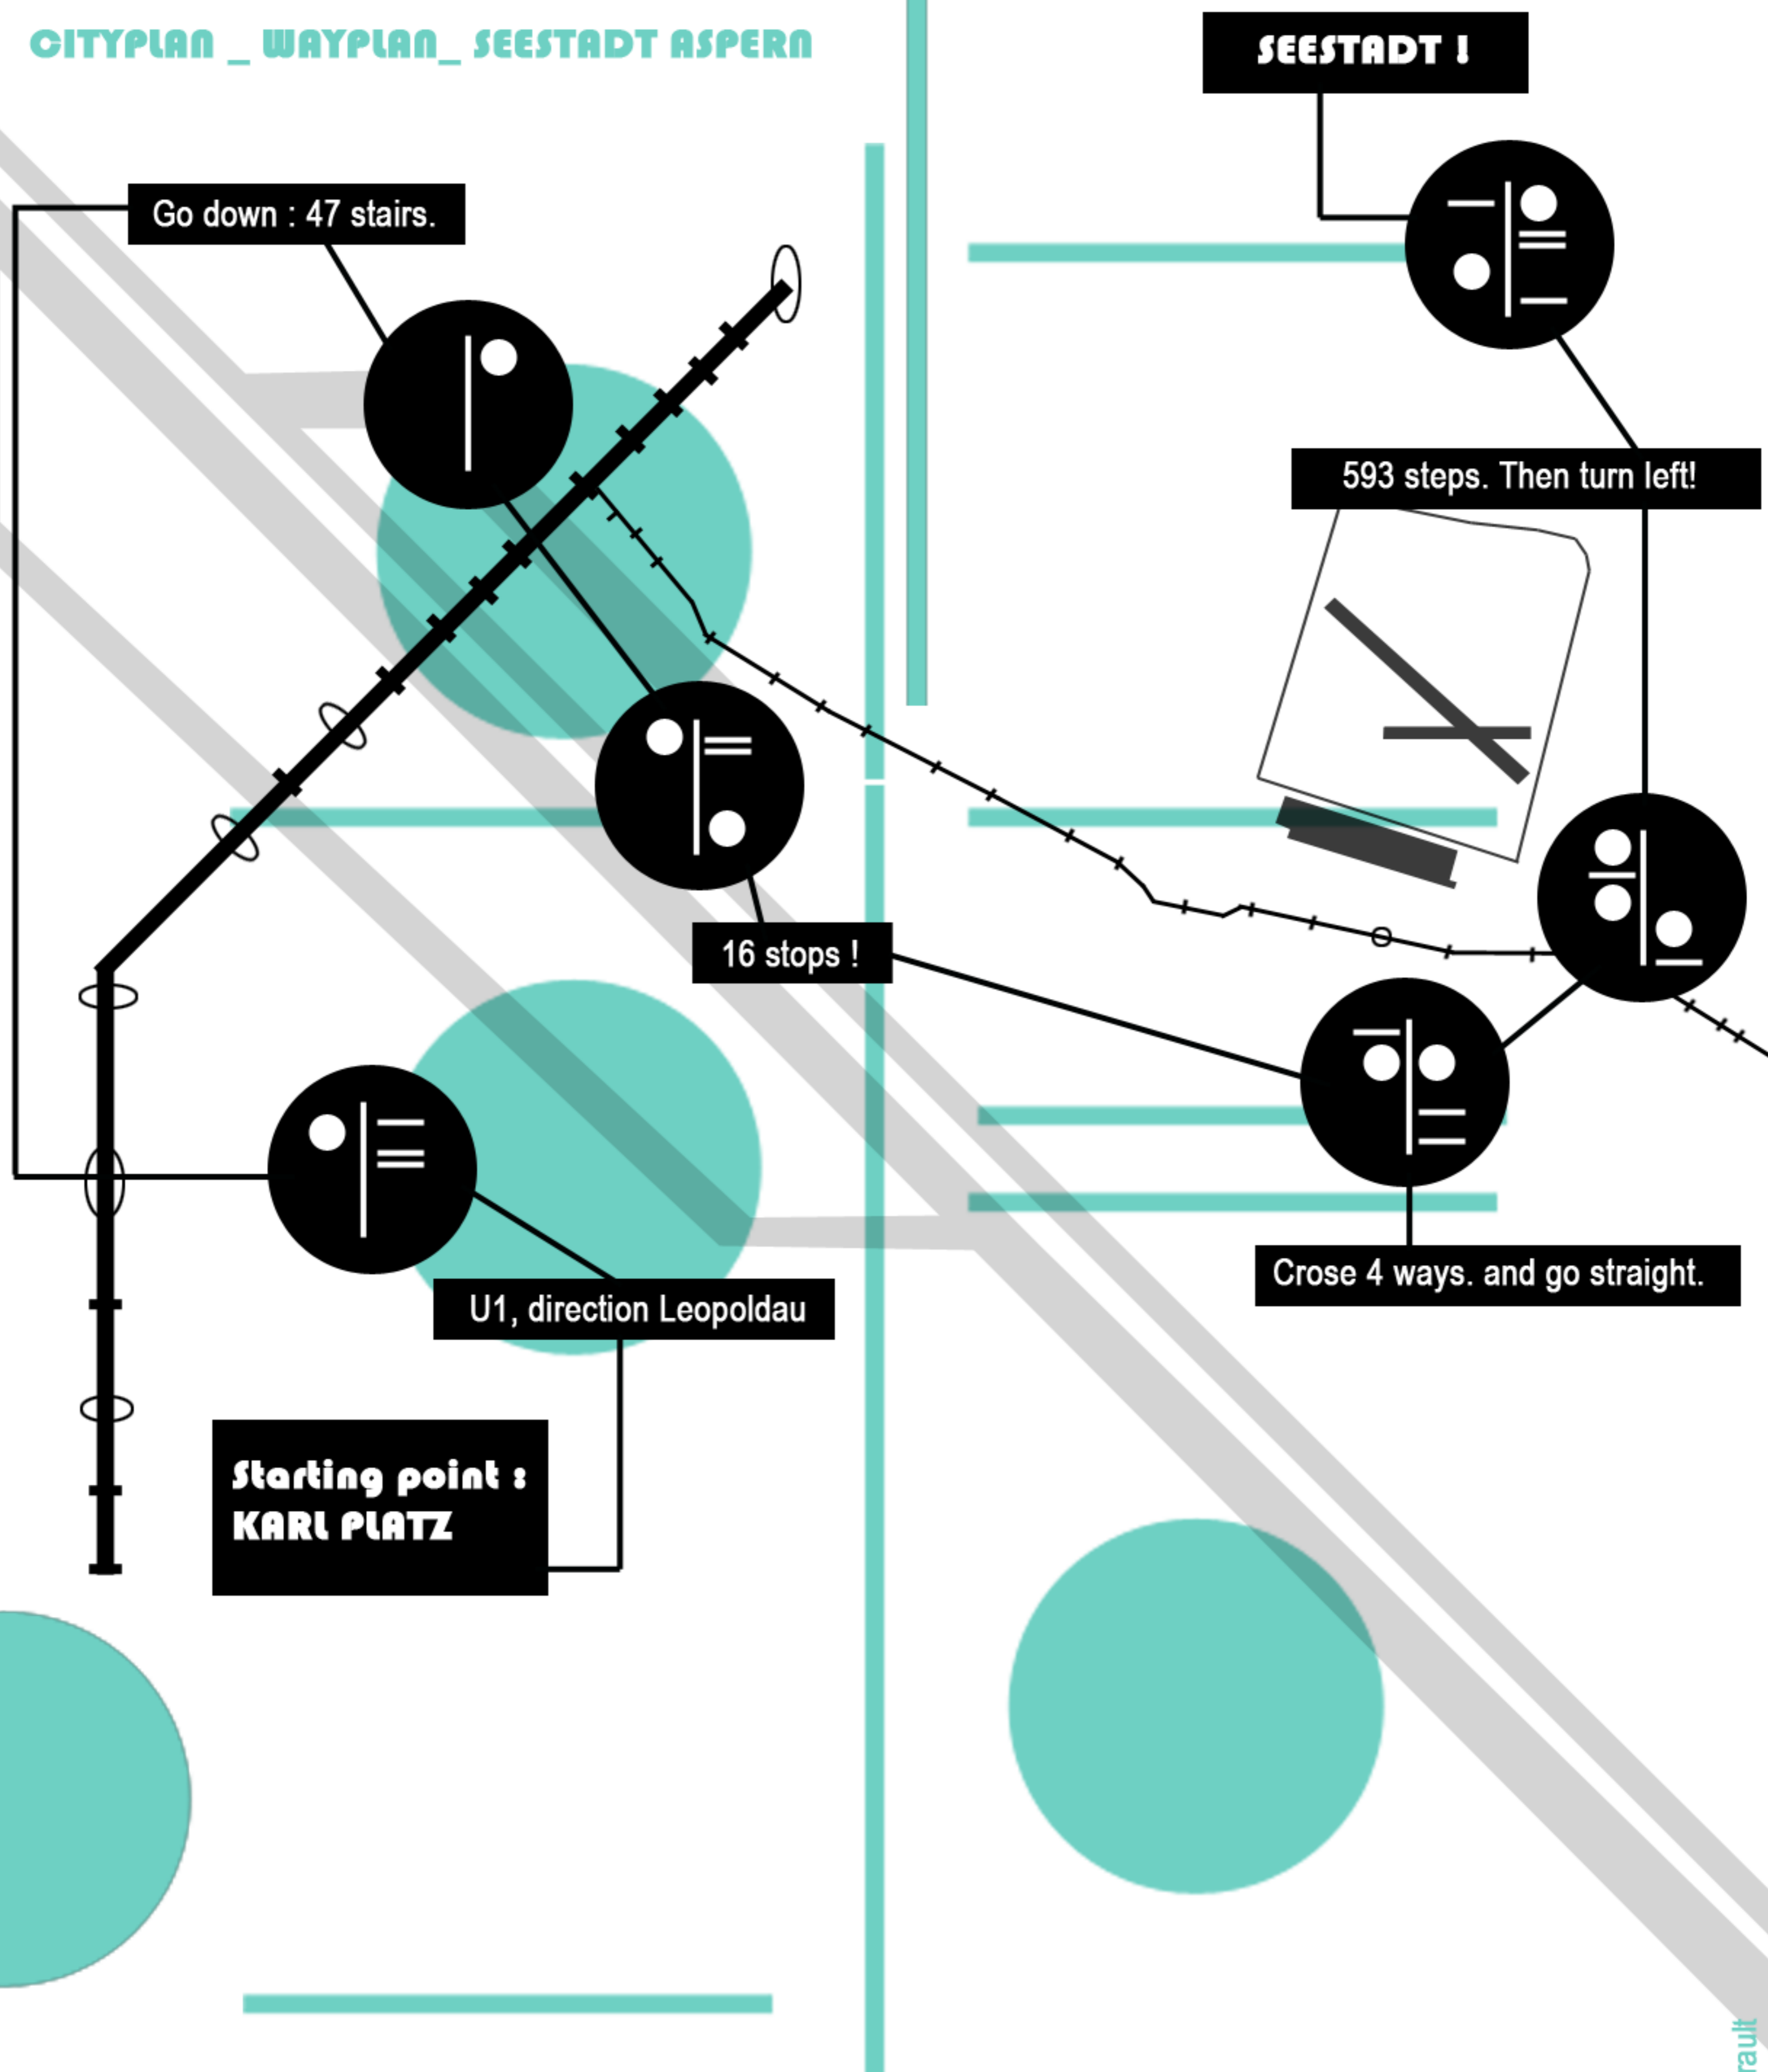 CITYPLAN _ WAYPLAN_ SEESTADT ASPERN
SEESTADT !
Go down : 47 stairs.
593 steps. Then turn left!
16 stops !
Crose 4 ways. and go straight.
U1, direction Leopoldau
Starting point :
KARL PLATZ
rault